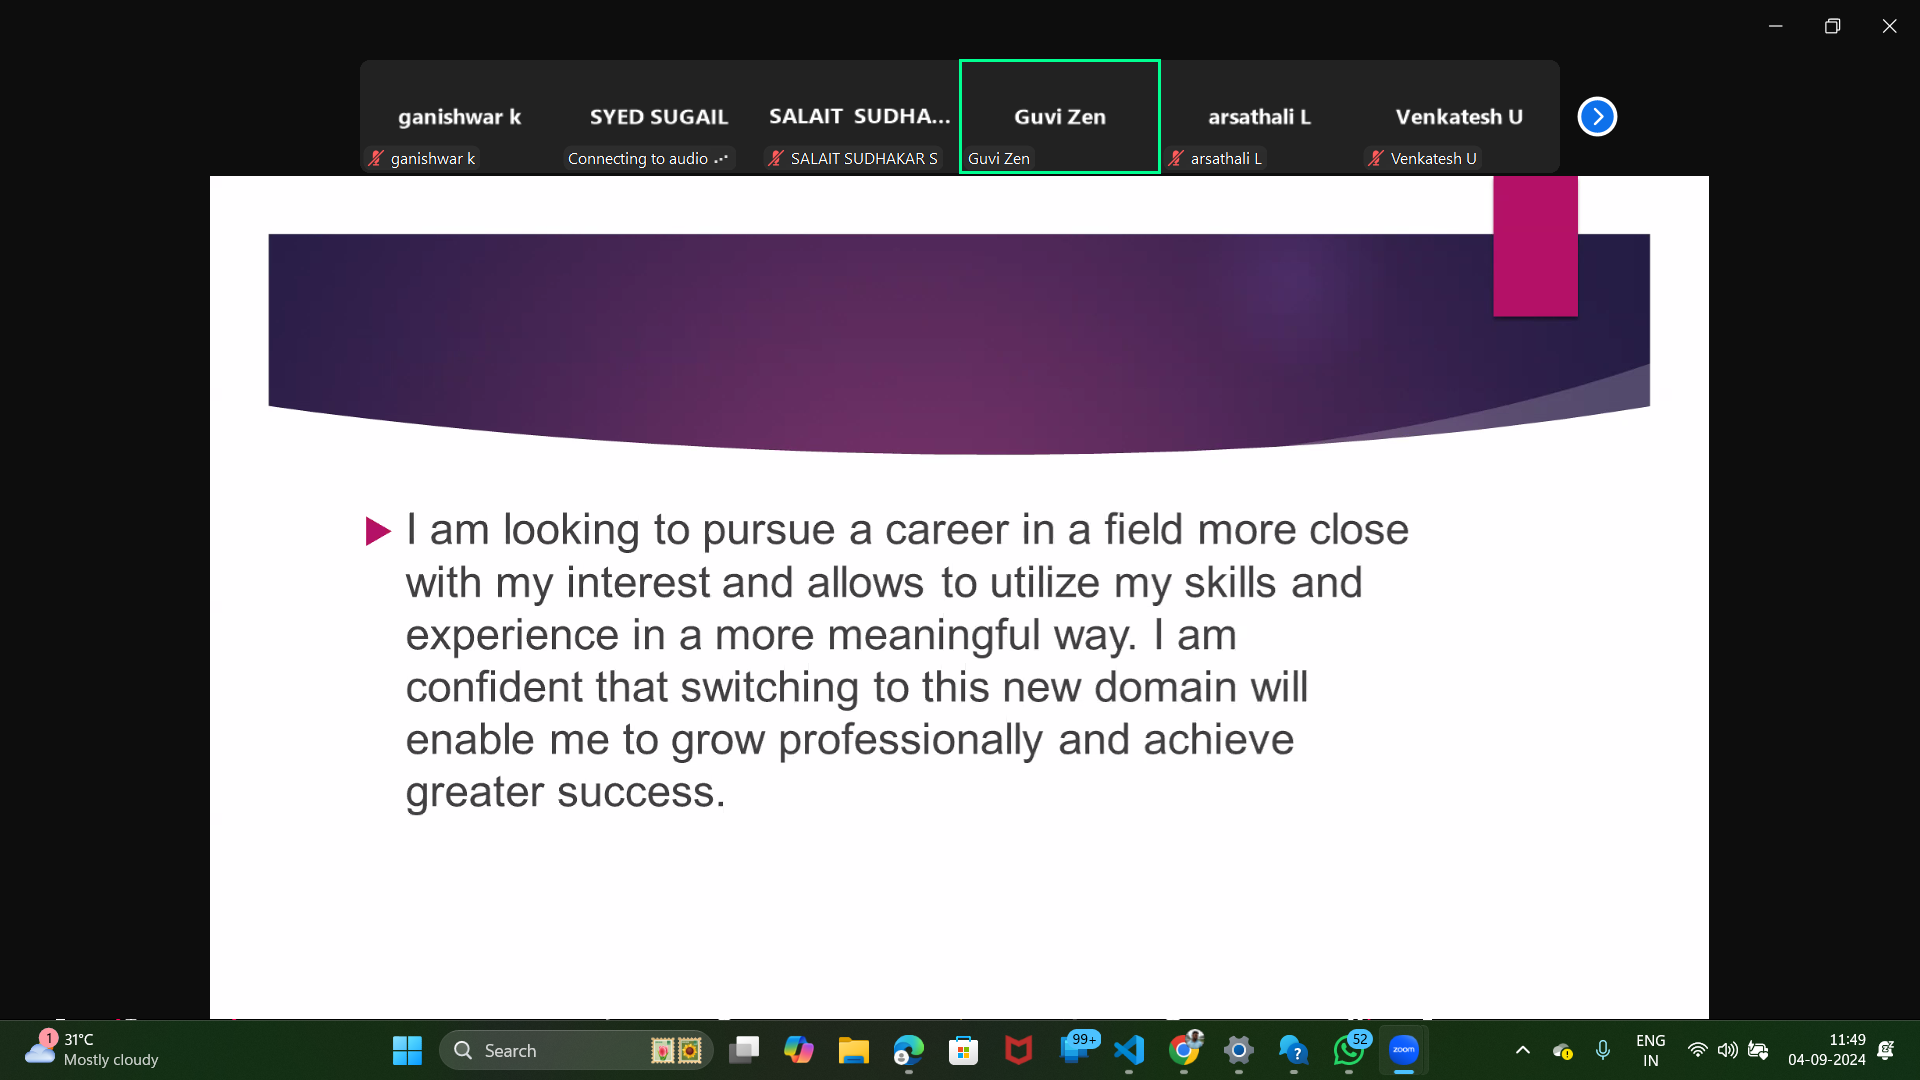 ganishwar k
SYED SUGAIL
SALAIT SUDHA...
Guvi Zen
arsathali L
Venkatesh U
ganishwar k
Connecting to audio
SALAIT SUDHAKAR S
Guvi Zen
arsathali L
Venkatesh U
I am looking to pursue a career in a field more close
with my interest and allows to utilize my skills and
experience in a more meaningful way. I am
confident that switching to this new domain will
enable me to grow professionally and achieve
greater success.
1
31°C
Mostly cloudy
Search
99+
52
zoom
ENG
IN
11:49
04-09-2024